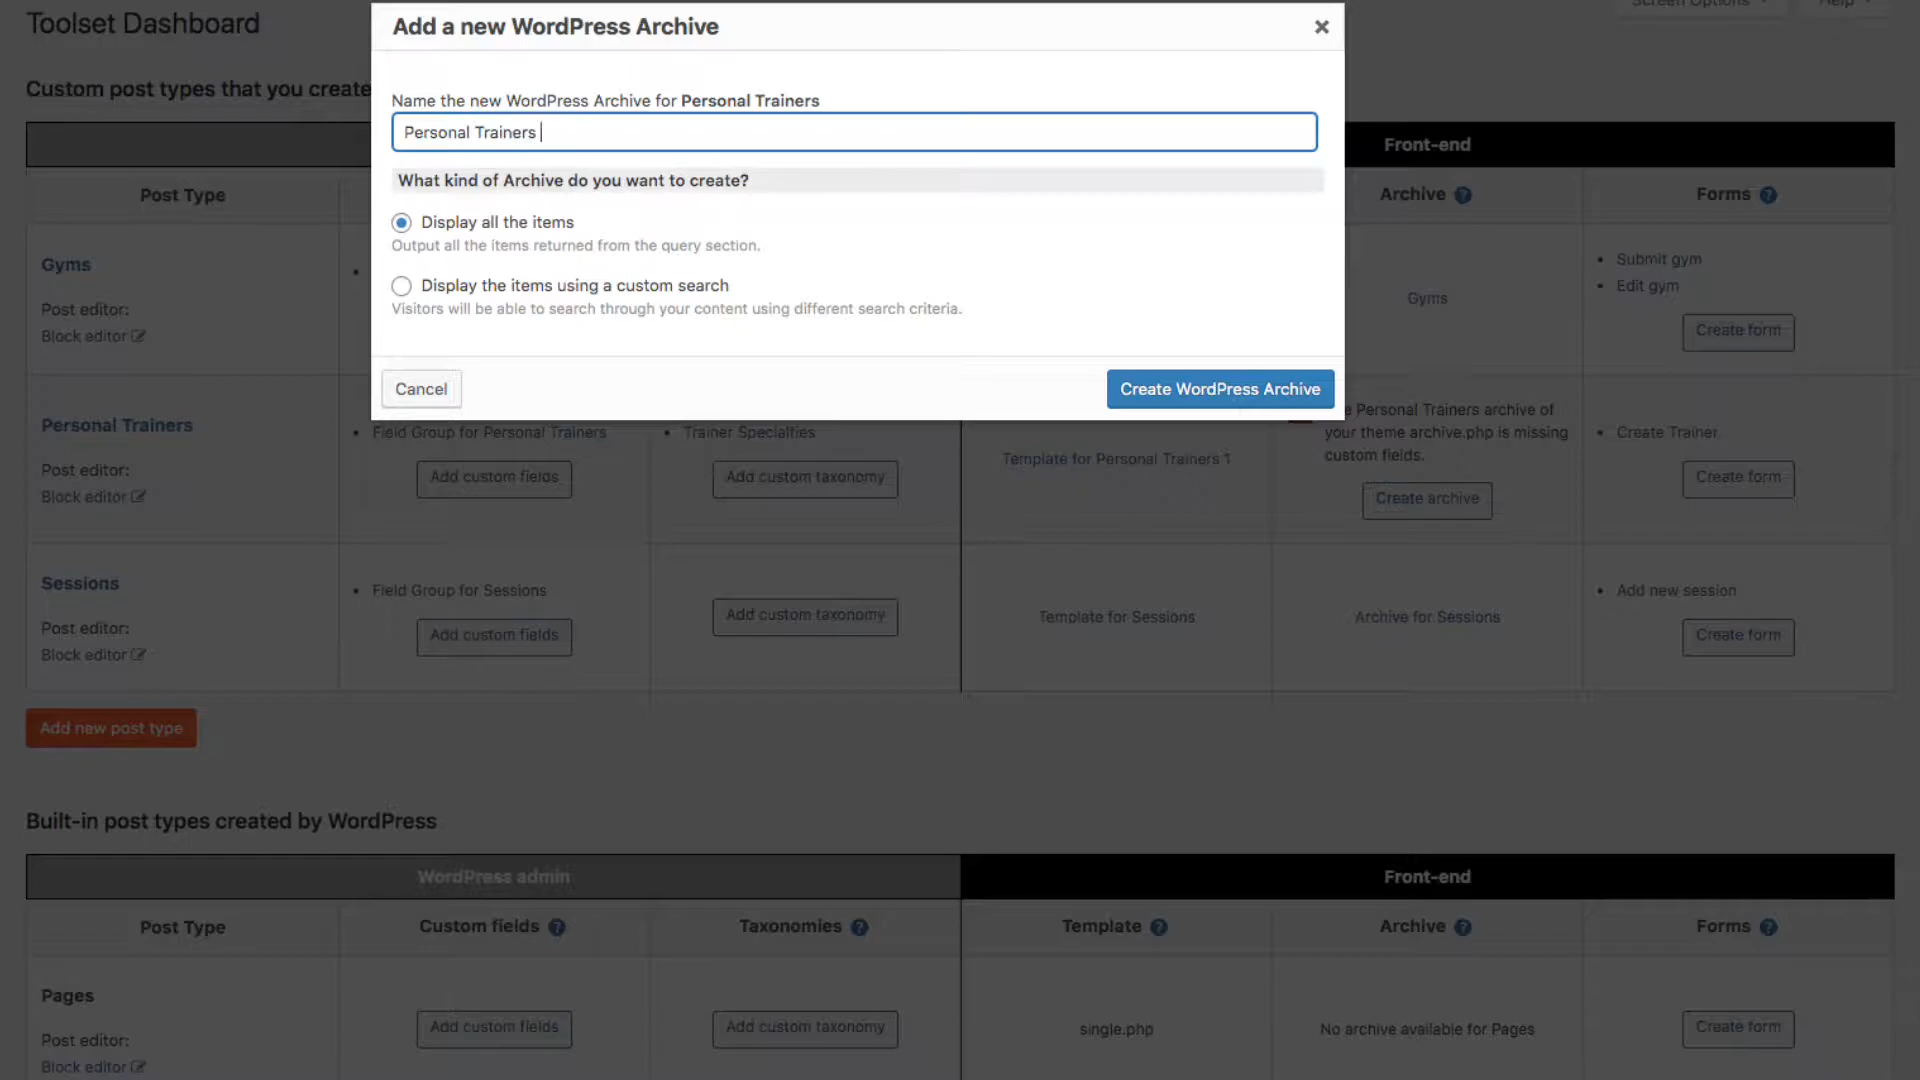 Toolset Dashboard
Screen Options
Help
Add a new WordPress Archive
Custom post types that you create
Name the new WordPress Archive for Personal Trainers
Personal Trainers
What kind of Archive do you want to create?
Display all the items
Output all the items returned from the query section.
Display the items using a custom search
Visitors will be able to search through your content using different search criteria.
Cancel
Create WordPress Archive
Front-end
Post Type
Archive
Forms
Gyms
Post editor:
Block editor
Gyms
Submit gym
Edit gym
Create form
Personal Trainers
Post editor:
Block editor
Field Group for Personal Trainers
Add custom fields
Trainer Specialties
Add custom taxonomy
Template for Personal Trainers 1
Personal Trainers archive of
your theme archive.php is missing
custom fields.
Create archive
Create Trainer
Create form
Sessions
Post editor:
Block editor
Field Group for Sessions
Add custom fields
Add custom taxonomy
Template for Sessions
Archive for Sessions
Add new session
Create form
Add new post type
Built-in post types created by WordPress
WordPress admin
Front-end
Post Type
Custom fields
Taxonomies
Template
Archive
Forms
Pages
Post editor:
Block editor
Add custom fields
Add custom taxonomy
single.php
No archive available for Pages
Create form